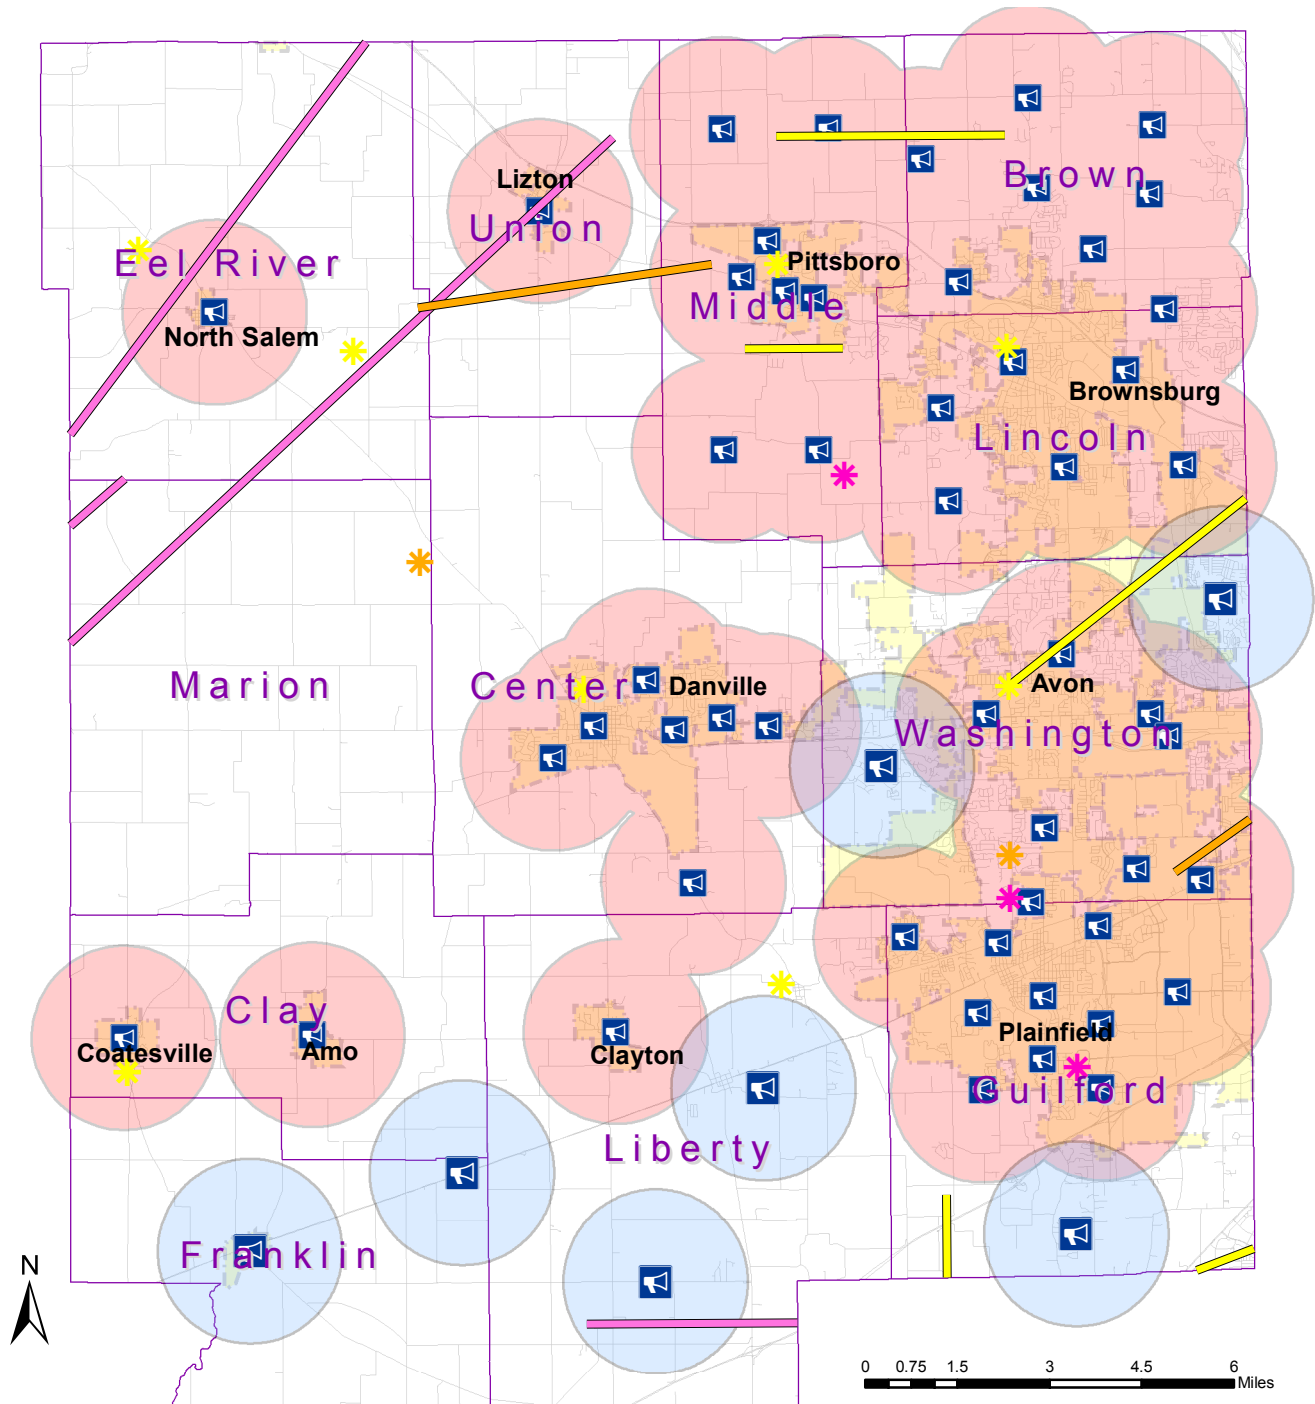 Lizton
Brown
Union
Eel River
Pittsboro
Middle
North Salem
Brownsburg
Lincoln
Marion
Center
Danville
Avon
Washington
Clay
Coatesville
Amo
Clayton
Plainfield
Guilford
Liberty
Franklin
N
0 0.75 1.5 3 4.5 6
Miles